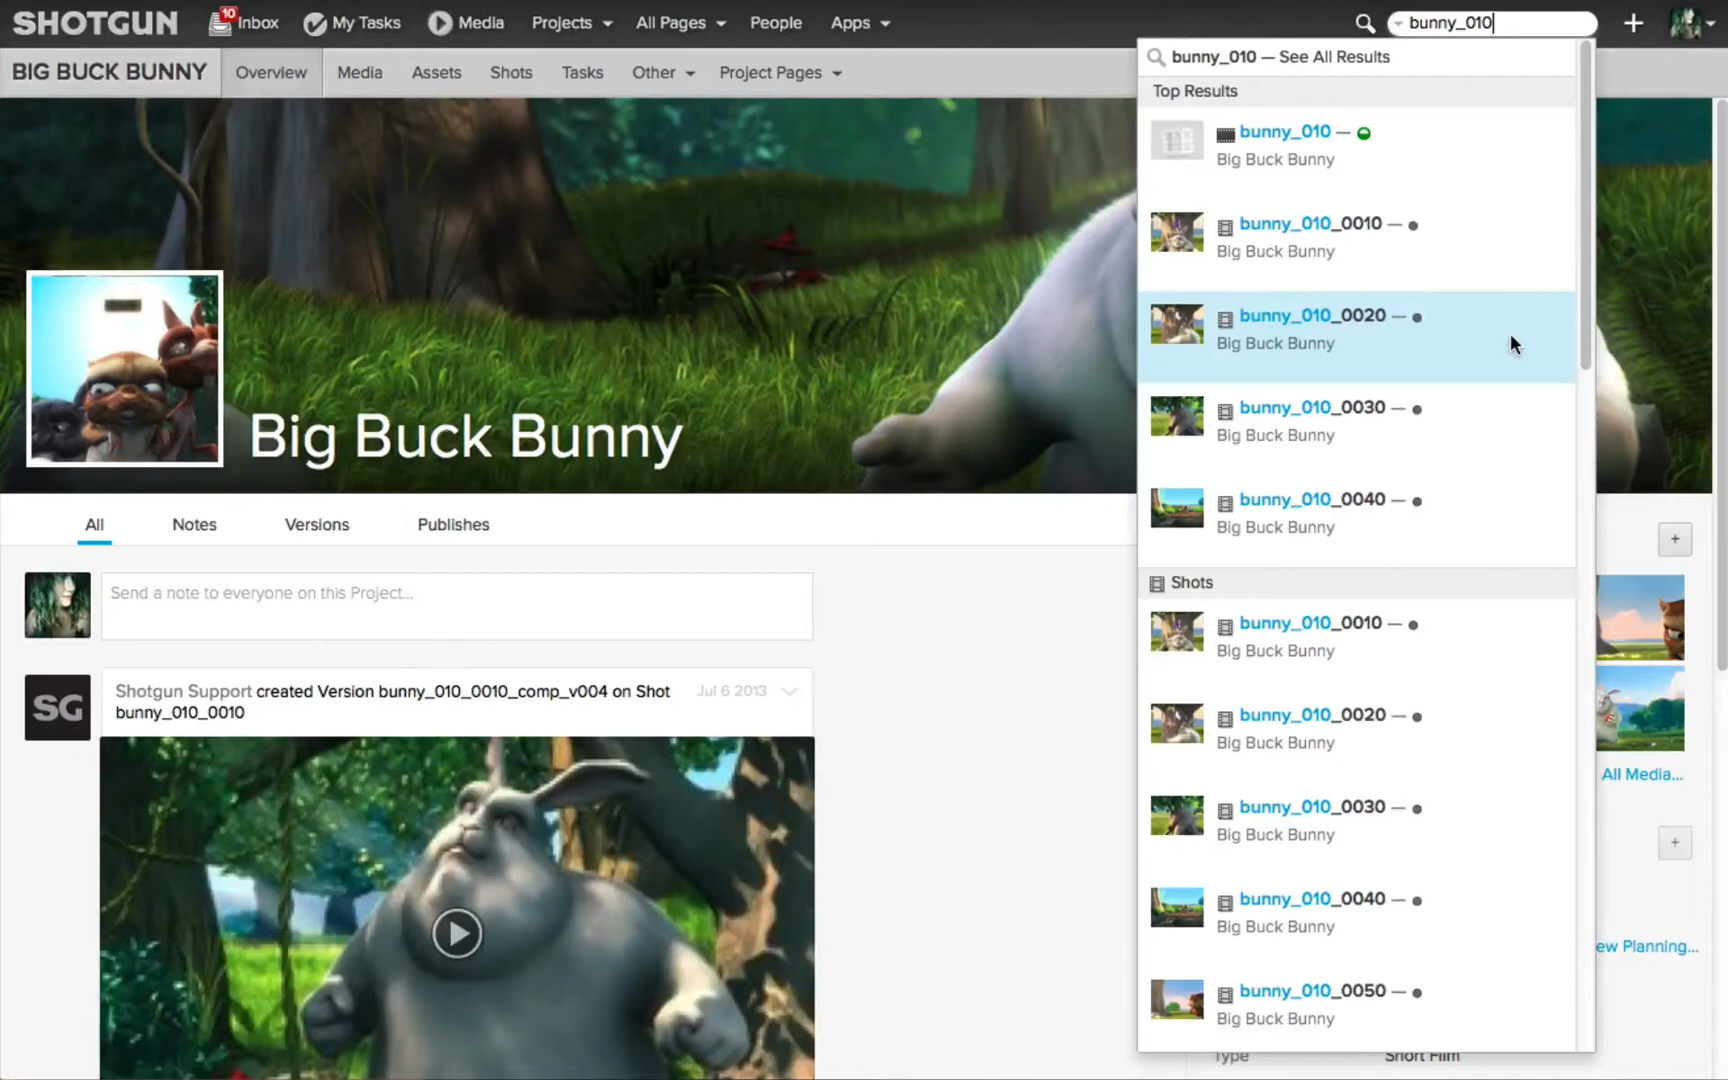 SHOTGUN
10
Inbox
My Tasks
Media
Projects
All Pages
People
Apps
bunny_010
BIG BUCK BUNNY
Overview
Media
Assets
Shots
Tasks
Other
Project Pages
bunny_010 — See All Results
Top Results
bunny_010 —
Big Buck Bunny
bunny_010_0010 —
Big Buck Bunny
bunny_010_0020 —
Big Buck Bunny
bunny_010_0030 —
Big Buck Bunny
bunny_010_0040 —
Big Buck Bunny
Shots
bunny_010_0010 —
Big Buck Bunny
bunny_010_0020 —
Big Buck Bunny
bunny_010_0030 —
Big Buck Bunny
bunny_010_0040 —
Big Buck Bunny
bunny_010_0050 —
Big Buck Bunny
Big Buck Bunny
All
Notes
Versions
Publishes
Send a note to everyone on this Project...
SG
Shotgun Support created Version bunny_010_0010_comp_v004 on Shot
bunny_010_0010
Jul 6 2013
All Media...
ew Planning...
Type
Short Film